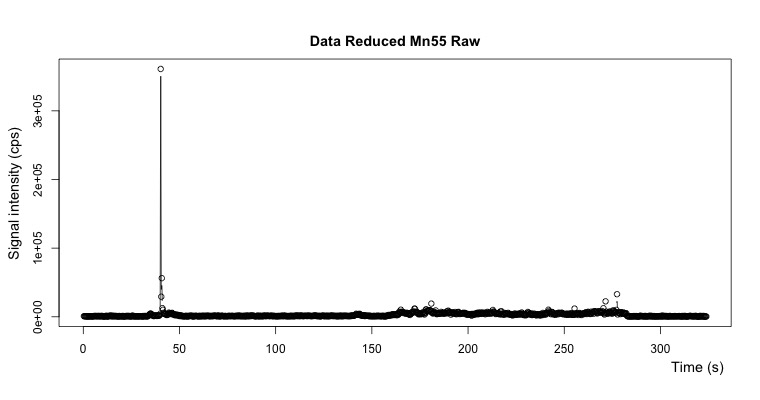 Data Reduced Mn55 Raw
Signal intensity (cps)
3e+05
2e+05
1e+05
0e+00
0 50 100 150 200 250 300
Time (s)